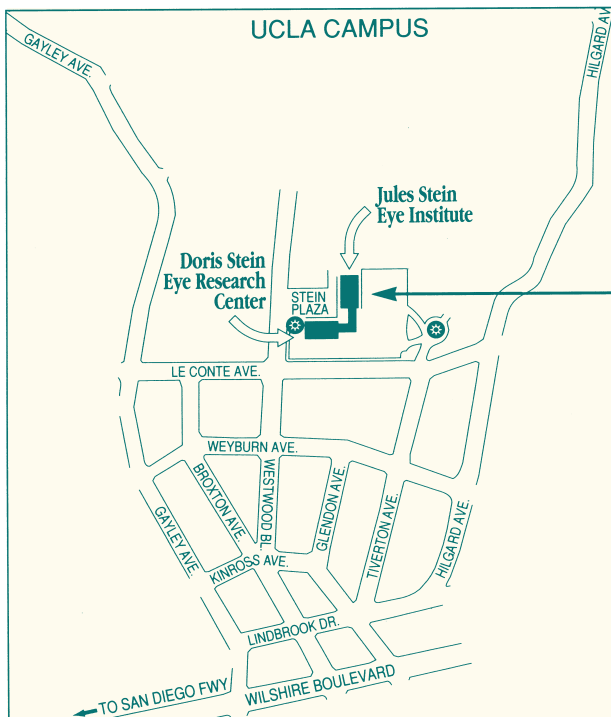 UCLA CAMPUS
GAYLEY AVE.
HILGARD AV
Jules Stein
Eye Institute
Doris Stein
Eye Research
Center
STEIN
PLAZA
LE CONTE AVE.
WEYBURN AVE.
BROXTON AVE.
WESTWOOD BL.
GLENDON AVE.
TIVERTON AVE.
HILGARD AVE.
GAYLEY AVE.
KINROSS AVE.
LINDBROOK DR.
WILSHIRE BOULEVARD
TO SAN DIEGO FWY